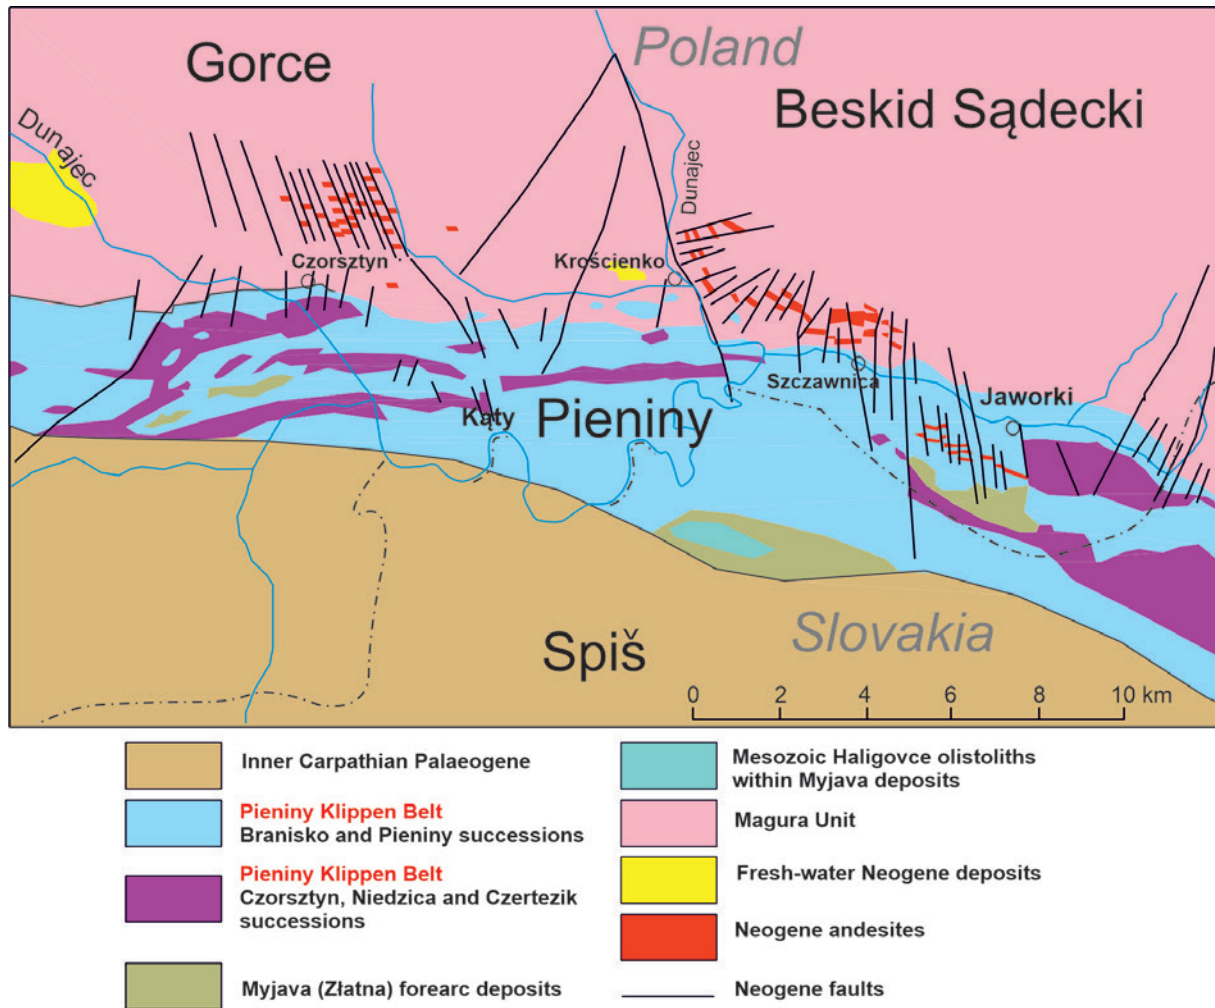 Gorce
Poland
Beskid Sądecki
Dunajec
Dunajec
Czorsztyn
Krościenko
Szczawnica
Jaworki
Kąty
Pieniny
Spiš
Slovakia
0 2 4 6 8 10 km
Inner Carpathian Palaeogene
Pieniny Klippen Belt
Branisko and Pieniny successions
Pieniny Klippen Belt
Czorsztyn, Niedzica and Czertezik
successions
Myjava (Złatna) forearc deposits
Mesozoic Haligovce olistoliths
within Myjava deposits
Magura Unit
Fresh-water Neogene deposits
Neogene andesites
Neogene faults